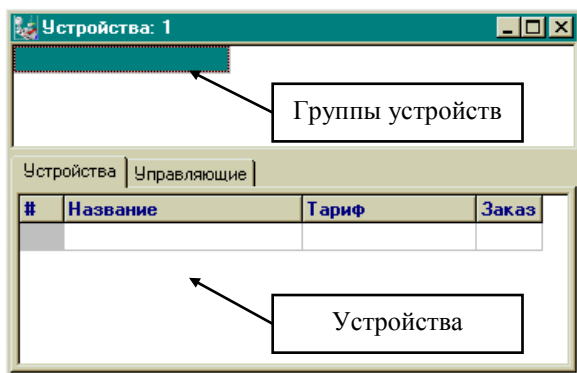 Устройства: 1
Группы устройств
Устройства Управляющие
# Название Тариф Заказ
Устройства